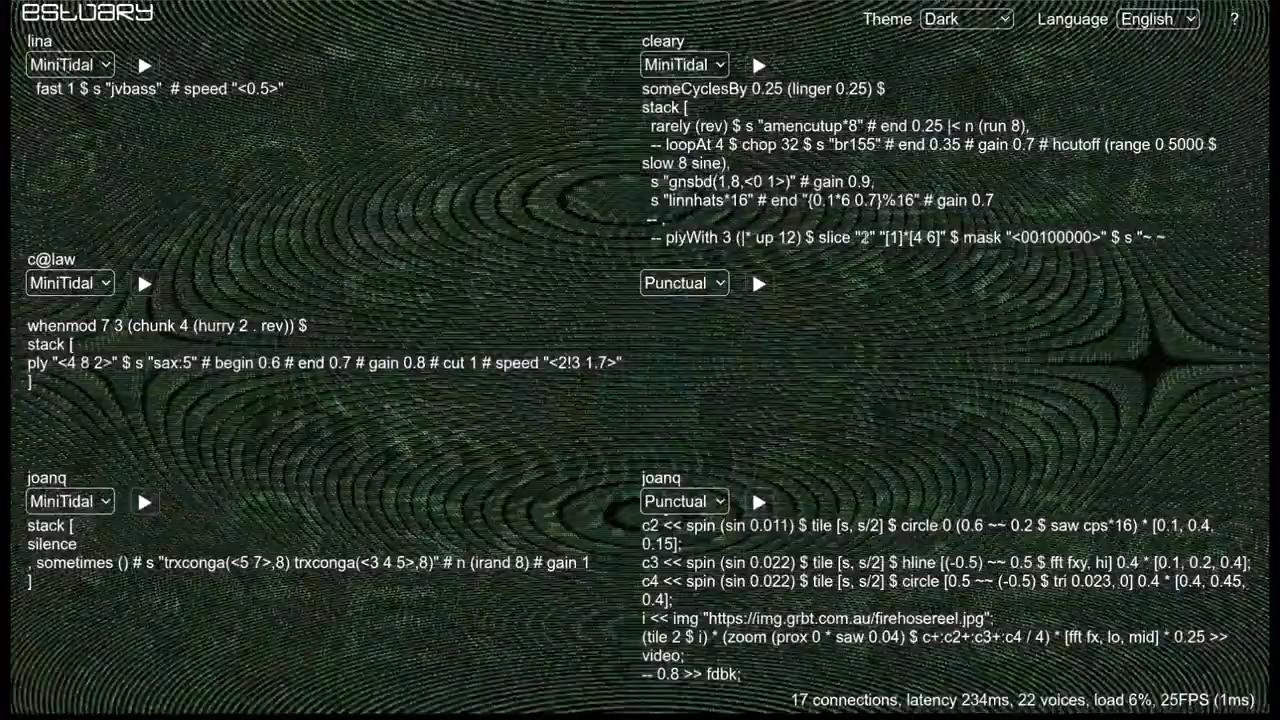 estuary
Theme Dark Language English ?
lina
MiniTidal
fast 1 $ s "jvbass" # speed "<0.5>"
cleary
MiniTidal
someCyclesBy 0.25 (linger 0.25) $
stack [
rarely (rev) $ s "amencutup*8" # end 0.25 |< n (run 8),
-- loopAt 4 $ chop 32 $ s "br155" # end 0.35 # gain 0.7 # hcutoff (range 0 5000 $
slow 8 sine),
s "gnsbd(1,8,<0 1>)" # gain 0.9,
s "linnhats*16" # end "{0.1*6 0.7}%16" # gain 0.7
-- ,
-- plyWith 3 (|* up 12) $ slice "2" "[1]*[4 6]" $ mask "<00100000>" $ s "~ ~
c@law
MiniTidal
whenmod 7 3 (chunk 4 (hurry 2 . rev)) $
stack [
ply "<4 8 2>" $ s "sax:5" # begin 0.6 # end 0.7 # gain 0.8 # cut 1 # speed "<2!3 1.7>"
]
Punctual
joanq
MiniTidal
stack [
silence
, sometimes () # s "trxconga(<5 7>,8) trxconga(<3 4 5>,8)" # n (irand 8) # gain 1
]
joanq
Punctual
c2 << spin (sin 0.011) $ tile [s, s/2] $ circle 0 (0.6 ~~ 0.2 $ saw cps*16) * [0.1, 0.4,
0.15];
c3 << spin (sin 0.022) $ tile [s, s/2] $ hline [(-0.5) ~~ 0.5 $ fft fxy, hi] 0.4 * [0.1, 0.2, 0.4];
c4 << spin (sin 0.022) $ tile [s, s/2] $ circle [0.5 ~~ (-0.5) $ tri 0.023, 0] 0.4 * [0.4, 0.45,
0.4];
i << img "https://img.grbt.com.au/firehosereel.jpg";
(tile 2 $ i) * (zoom (prox 0 * saw 0.04) $ c+:c2+:c3+:c4 / 4) * [fft fx, lo, mid] * 0.25 >>
video;
-- 0.8 >> fdbk;
17 connections, latency 234ms, 22 voices, load 6%, 25FPS (1ms)